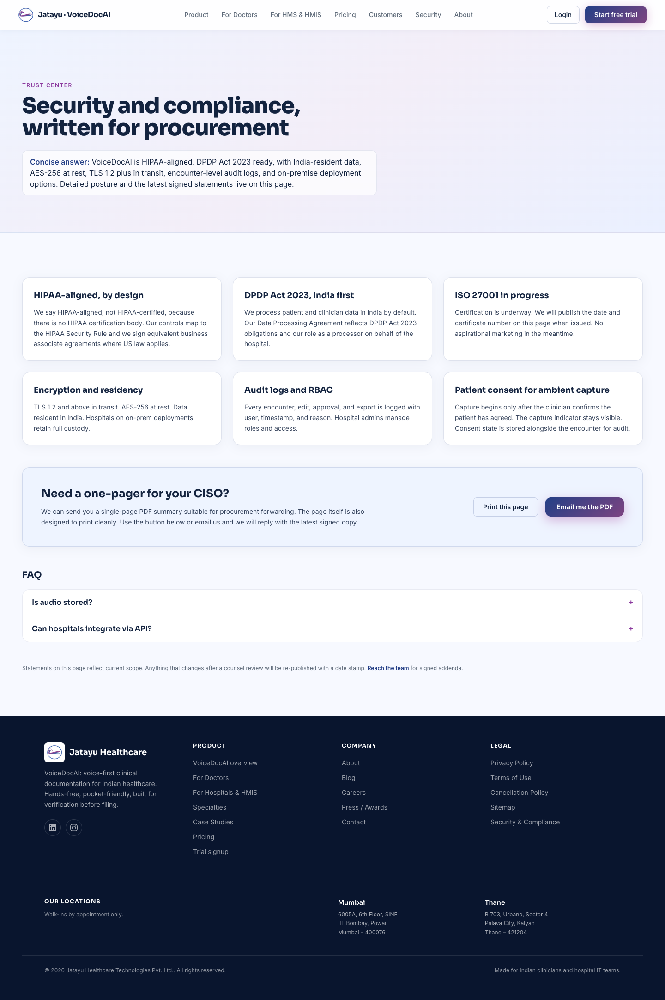 Jatayu · VoiceDocAI
Product
For Doctors
For HMS & HMIS
Pricing
Customers
Security
About
Login
Start free trial
TRUST CENTER
Security and compliance,
written for procurement
Concise answer: VoiceDocAI is HIPAA-aligned, DPDP Act 2023 ready, with India-resident data,
AES-256 at rest, TLS 1.2 plus in transit, encounter-level audit logs, and on-premise deployment
options. Detailed posture and the latest signed statements live on this page.
HIPAA-aligned, by design
We say HIPAA-aligned, not HIPAA-certified, because
there is no HIPAA certification body. Our controls map to
the HIPAA Security Rule and we sign equivalent business
associate agreements where US law applies.
DPDP Act 2023, India first
We process patient and clinician data in India by default.
Our Data Processing Agreement reflects DPDP Act 2023
obligations and our role as a processor on behalf of the
hospital.
ISO 27001 in progress
Certification is underway. We will publish the date and
certificate number on this page when issued. No
aspirational marketing in the meantime.
Encryption and residency
TLS 1.2 and above in transit. AES-256 at rest. Data
resident in India. Hospitals on on-prem deployments
retain full custody.
Audit logs and RBAC
Every encounter, edit, approval, and export is logged with
user, timestamp, and reason. Hospital admins manage
roles and access.
Patient consent for ambient capture
Capture begins only after the clinician confirms the
patient has agreed. The capture indicator stays visible.
Consent state is stored alongside the encounter for audit.
Need a one-pager for your CISO?
We can send you a single-page PDF summary suitable for procurement forwarding. The page itself is also
designed to print cleanly. Use the button below or email us and we will reply with the latest signed copy.
Print this page
Email me the PDF
FAQ
Is audio stored?
+
Can hospitals integrate via API?
+
Statements on this page reflect current scope. Anything that changes after a counsel review will be re-published with a date stamp. Reach the team for signed addenda.
Jatayu Healthcare
VoiceDocAI: voice-first clinical
documentation for Indian healthcare.
Hands-free, pocket-friendly, built for
verification before filing.
PRODUCT
VoiceDocAI overview
For Doctors
For Hospitals & HMIS
Specialties
Case Studies
Pricing
Trial signup
COMPANY
About
Blog
Careers
Press / Awards
Contact
LEGAL
Privacy Policy
Terms of Use
Cancellation Policy
Sitemap
Security & Compliance
OUR LOCATIONS
Walk-ins by appointment only.
Mumbai
6005A, 6th Floor, SINE
IIT Bombay, Powai
Mumbai – 400076
Thane
B 703, Urbano, Sector 4
Palava City, Kalyan
Thane – 421204
© 2026 Jatayu Healthcare Technologies Pvt. Ltd.. All rights reserved.
Made for Indian clinicians and hospital IT teams.